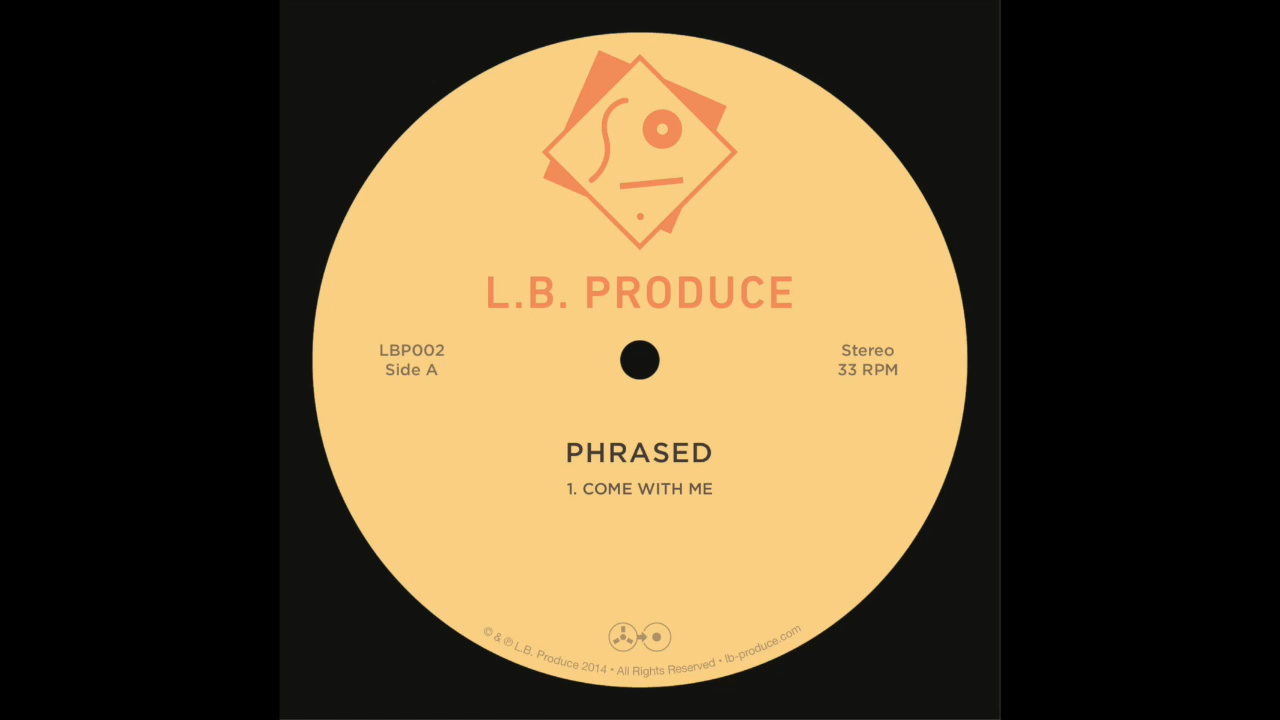 L.B. PRODUCE
LBP002
Side A
Stereo
33 RPM
PHRASED
1. COME WITH ME
© & ℗ L.B. Produce 2014 • All Rights Reserved • lb-produce.com